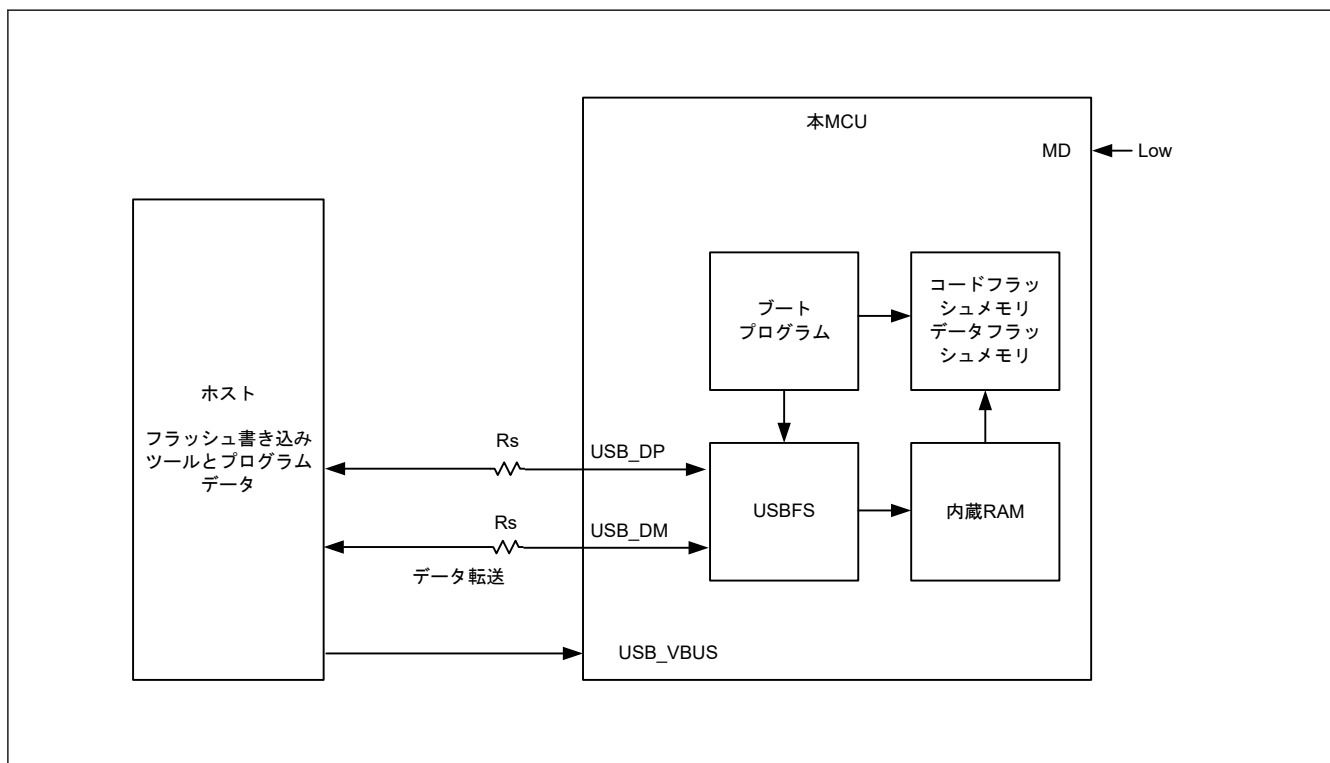 本MCU
MD
Low
ホスト
フラッシュ書き込み
ツールとプログラム
データ
ブート
プログラム
コードフラッ
シュメモリ
データフラッ
シュメモリ
Rs
USB_DP
USBFS
内蔵RAM
Rs
USB_DM
データ転送
USB_VBUS